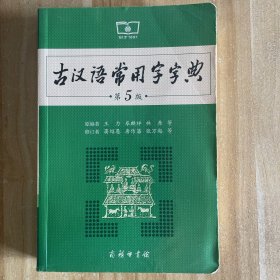 古汉语常用字字典
·第5版·
原编者 王力 岑麒祥 林焘 等
修订者 蒋绍愚 唐作藩 张万起 等
商务印书馆